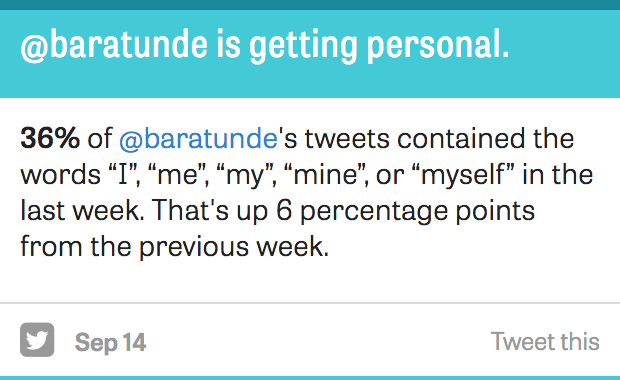 @baratunde is getting personal.
36% of @baratunde's tweets contained the
words “I”, “me”, “my”, “mine”, or “myself” in the
last week. That's up 6 percentage points
from the previous week.
Sep 14
Tweet this